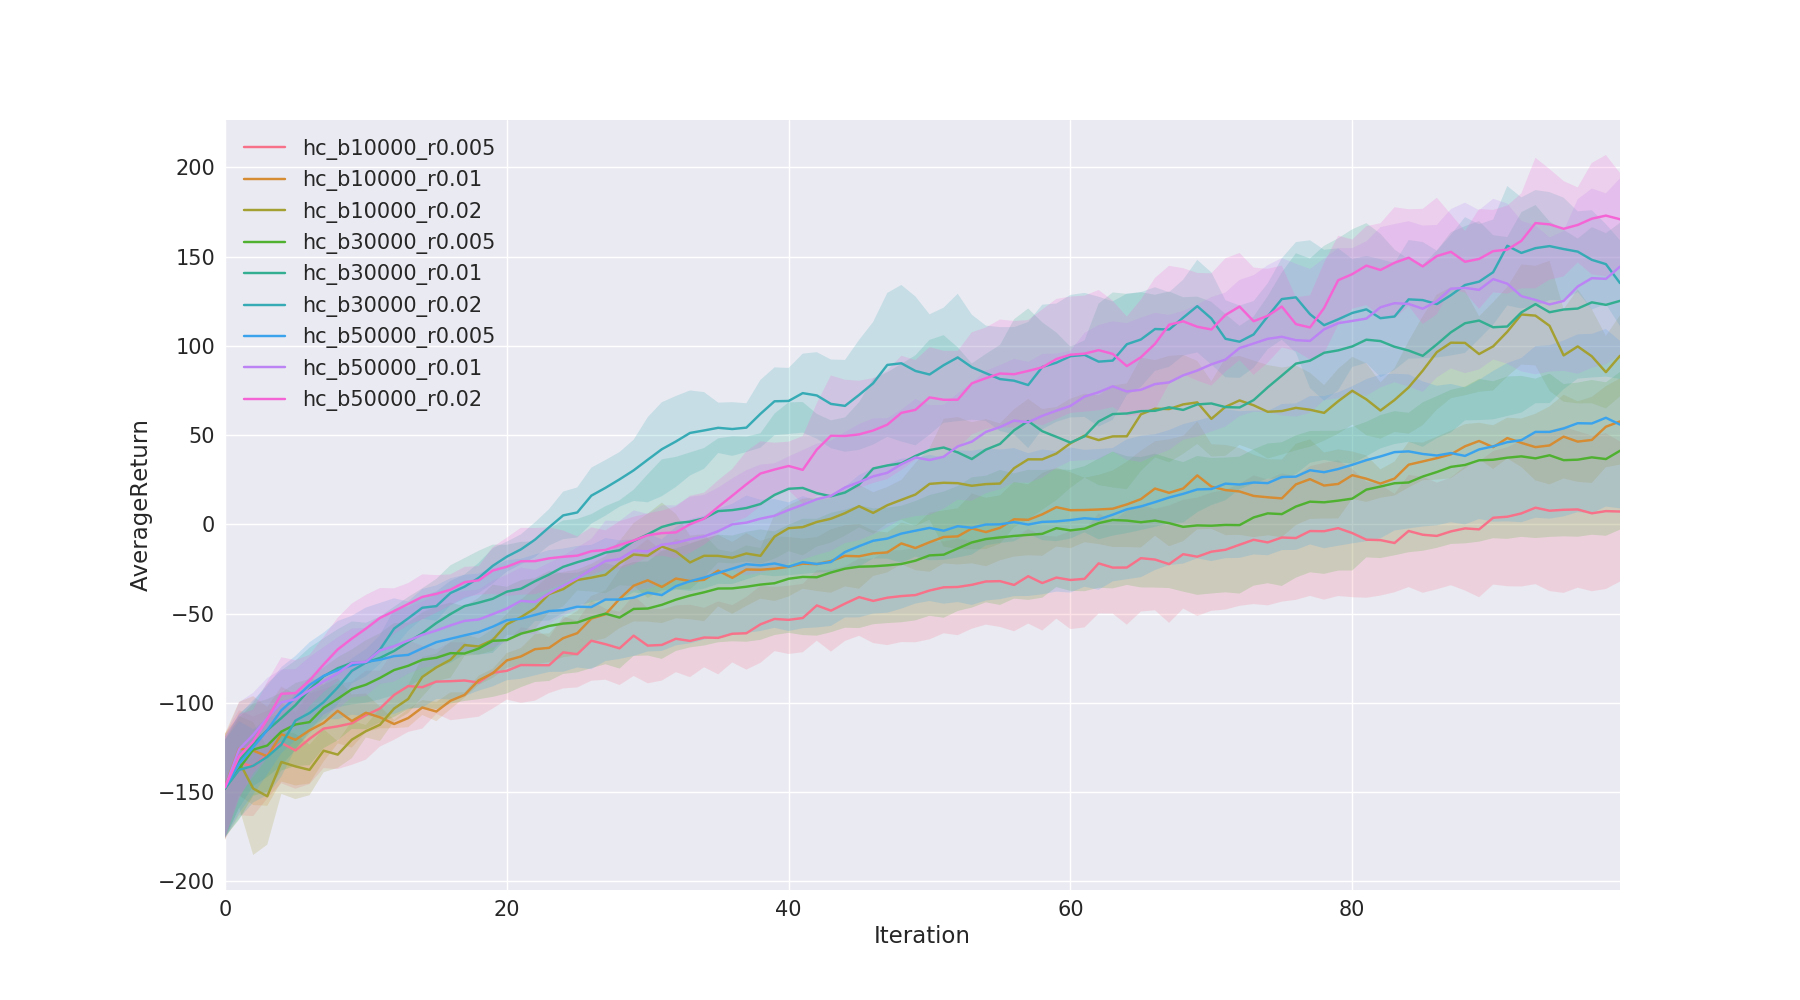 hc_b10000_r0.005
hc_b10000_r0.01
hc_b10000_r0.02
hc_b30000_r0.005
hc_b30000_r0.01
hc_b30000_r0.02
hc_b50000_r0.005
hc_b50000_r0.01
hc_b50000_r0.02
200
150
100
50
0
−50
−100
−150
−200
AverageReturn
0 20 40 60 80
Iteration